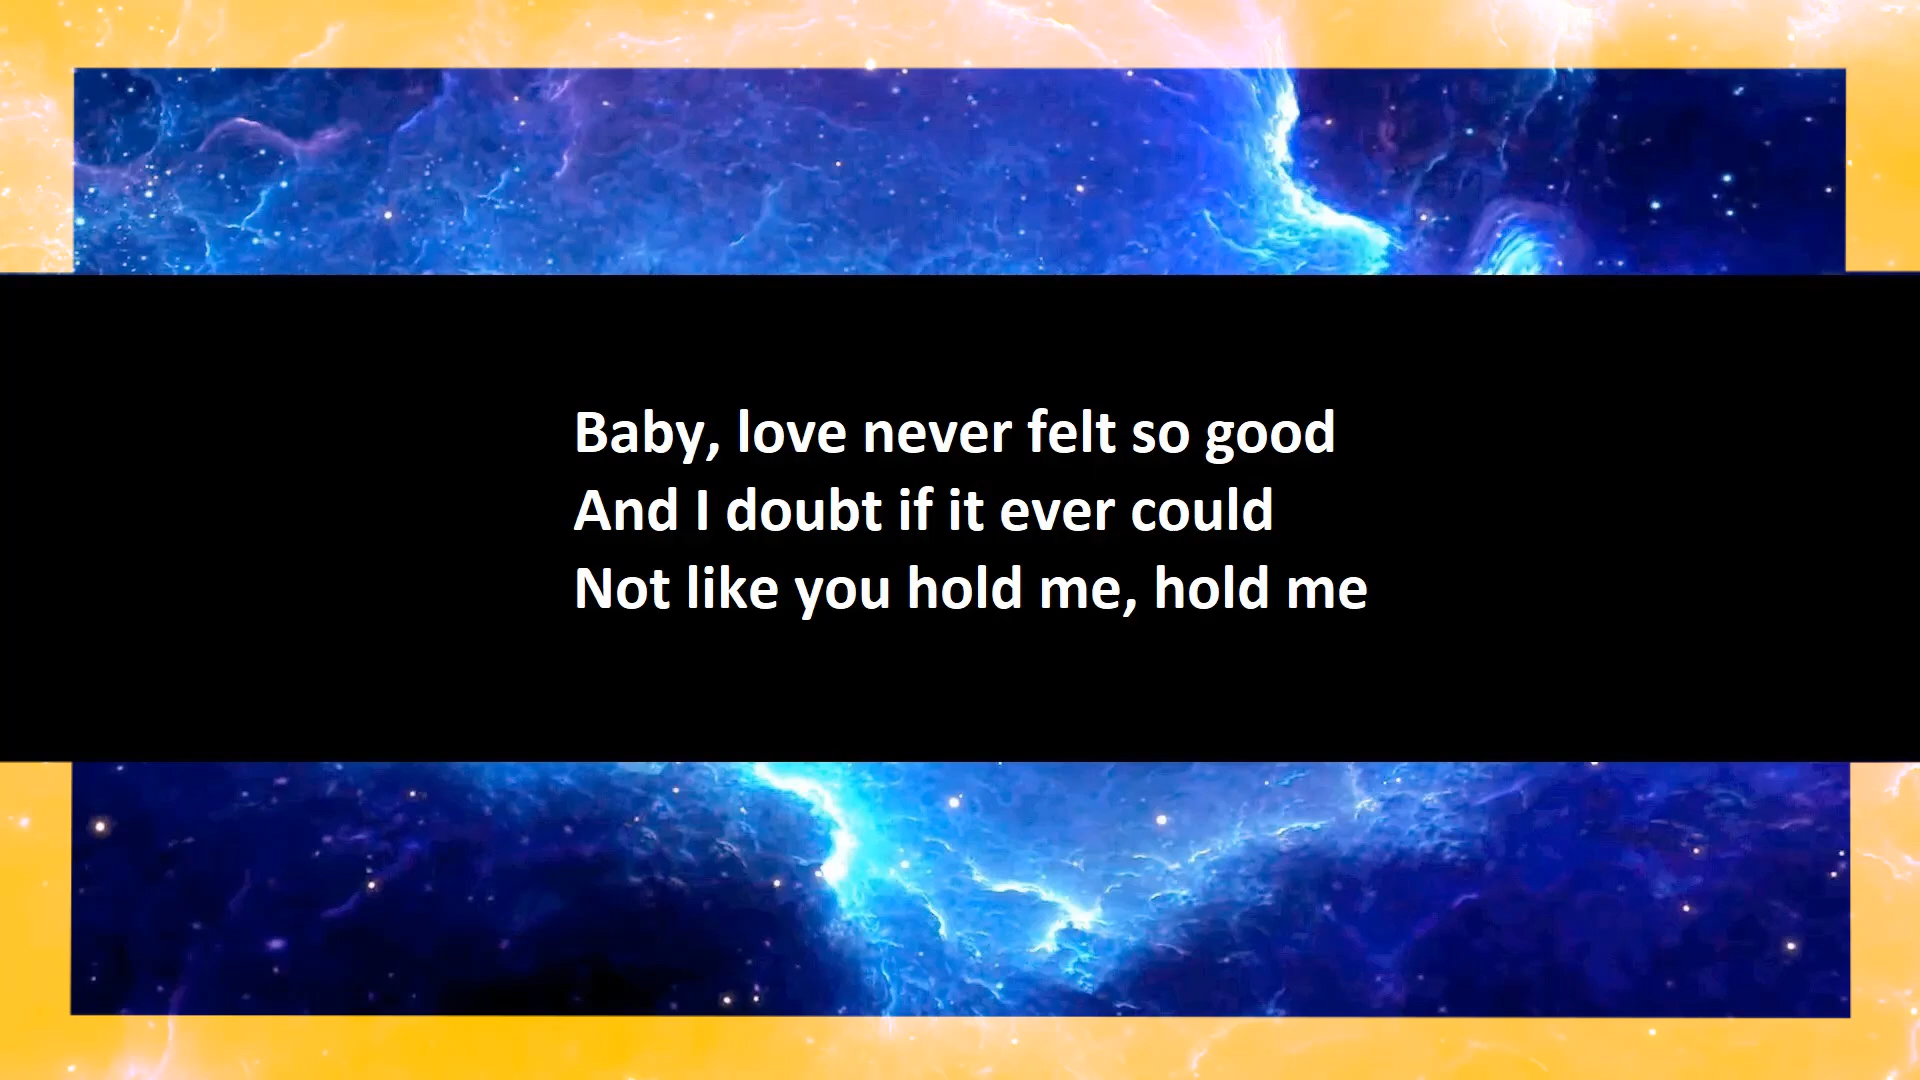 Baby, love never felt so good
And I doubt if it ever could
Not like you hold me, hold me